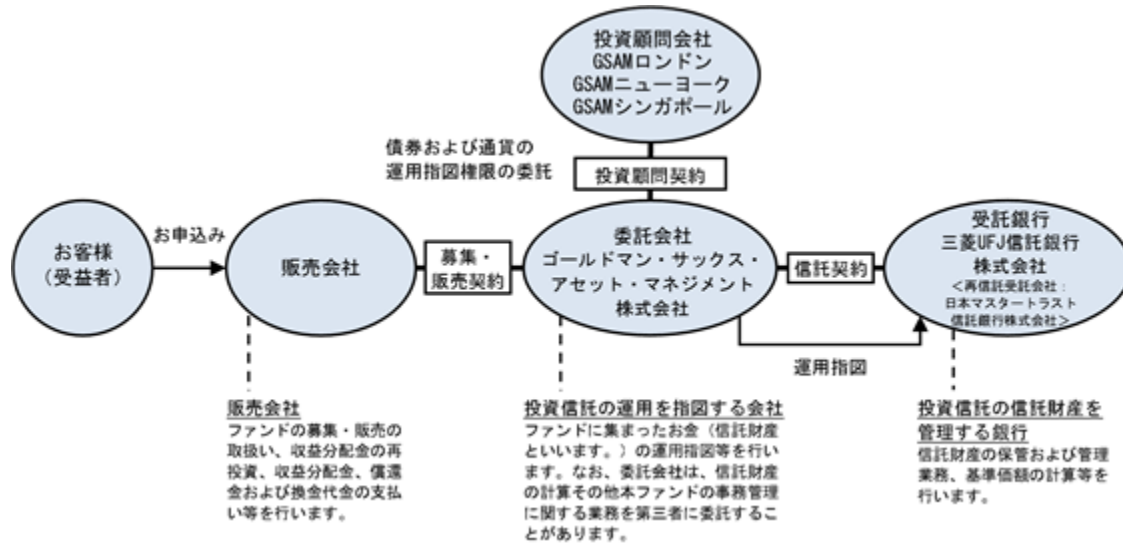 投資顧問会社
GSAMロンドン
GSAMニューヨーク
GSAMシンガポール
債券および通貨の
運用指図権限の委託
投資顧問契約
お客様
(受益者)
お申込み
販売会社
募集・
販売契約
委託会社
ゴールドマン・サックス・
アセット・マネジメント
株式会社
信託契約
受託銀行
三菱UFJ信託銀行
株式会社
<再信託受託会社:
日本マスタートラスト
信託銀行株式会社>
運用指図
販売会社
ファンドの募集・販売の
取扱い、収益分配金の再
投資、収益分配金、償還
金および換金代金の支払
い等を行います。
投資信託の運用を指図する会社
ファンドに集まったお金(信託財産
といいます。)の運用指図等を行い
ます。なお、委託会社は、信託財産
の計算その他本ファンドの事務管理
に関する業務を第三者に委託するこ
とがあります。
投資信託の信託財産を
管理する銀行
信託財産の保管および管理
業務、基準価額の計算等を
行います。